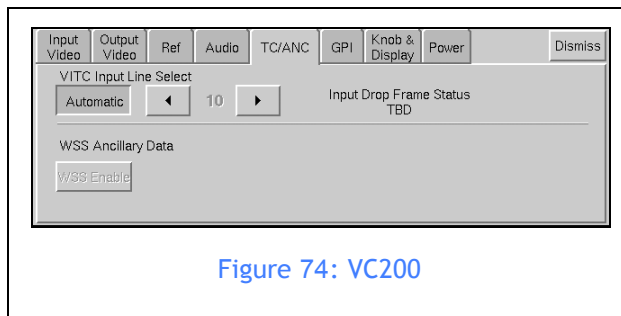 Input Video
Output Video
Ref
Audio
TC/ANC
GPI
Knob & Display
Power
Dismiss
VITC Input Line Select
Automatic
10
Input Drop Frame Status
TBD
WSS Ancillary Data
WSS Enable
Figure 74: VC200